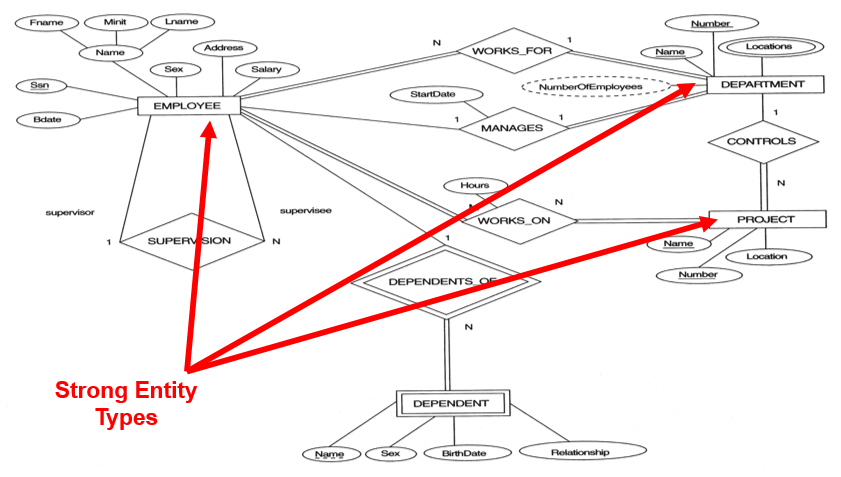 Fname
Minit
Lname
Name
Address
Sex
Salary
Ssn
Bdate
EMPLOYEE
N
WORKS_FOR
1
Number
Name
Locations
DEPARTMENT
NumberOfEmployees
StartDate
1
MANAGES
1
1
CONTROLS
N
supervisor
supervisee
1
SUPERVISION
N
Hours
N
WORKS_ON
N
PROJECT
Name
Number
Location
1
DEPENDENTS_OF
N
Strong Entity
Types
DEPENDENT
Name
Sex
BirthDate
Relationship